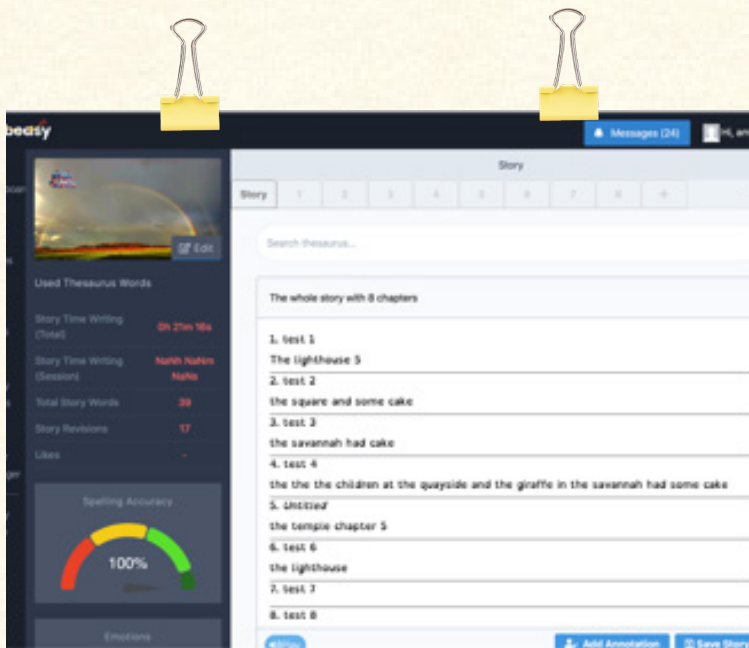 beasy
Messages (24)
Hi, am
Edit
Used Thesaurus Words
Story Time Writing (Total)
0h 21m 16s
Story Time Writing (Session)
NaNh NaNm NaNs
Total Story Words
39
Story Revisions
17
Likes
-
Spelling Accuracy
100%
Emotions
Story
Story 1 2 3 4 5 6 7 8 +
Search thesaurus...
The whole story with 8 chapters
1. test 1
The lighthouse 5
2. test 2
the square and some cake
3. test 3
the savannah had cake
4. test 4
the the the children at the quayside and the giraffe in the savannah had some cake
5. Untitled
the temple chapter 5
6. test 6
the lighthouse
7. test 7
8. test 8
Play
Add Annotation
Save Story